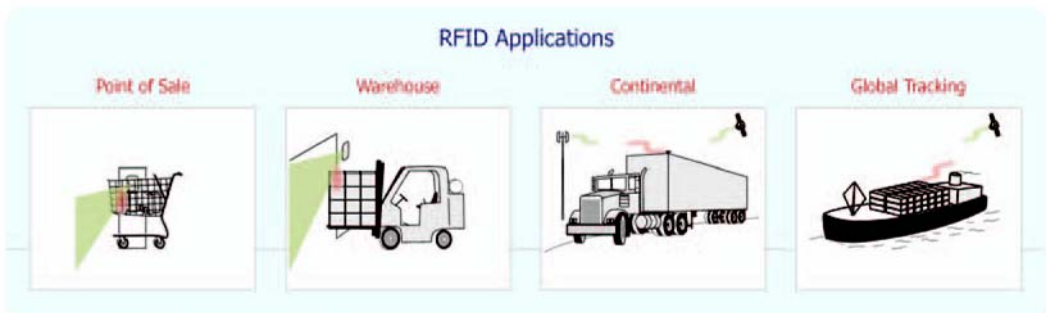 RFID Applications
Point of Sale
Warehouse
Continental
Global Tracking